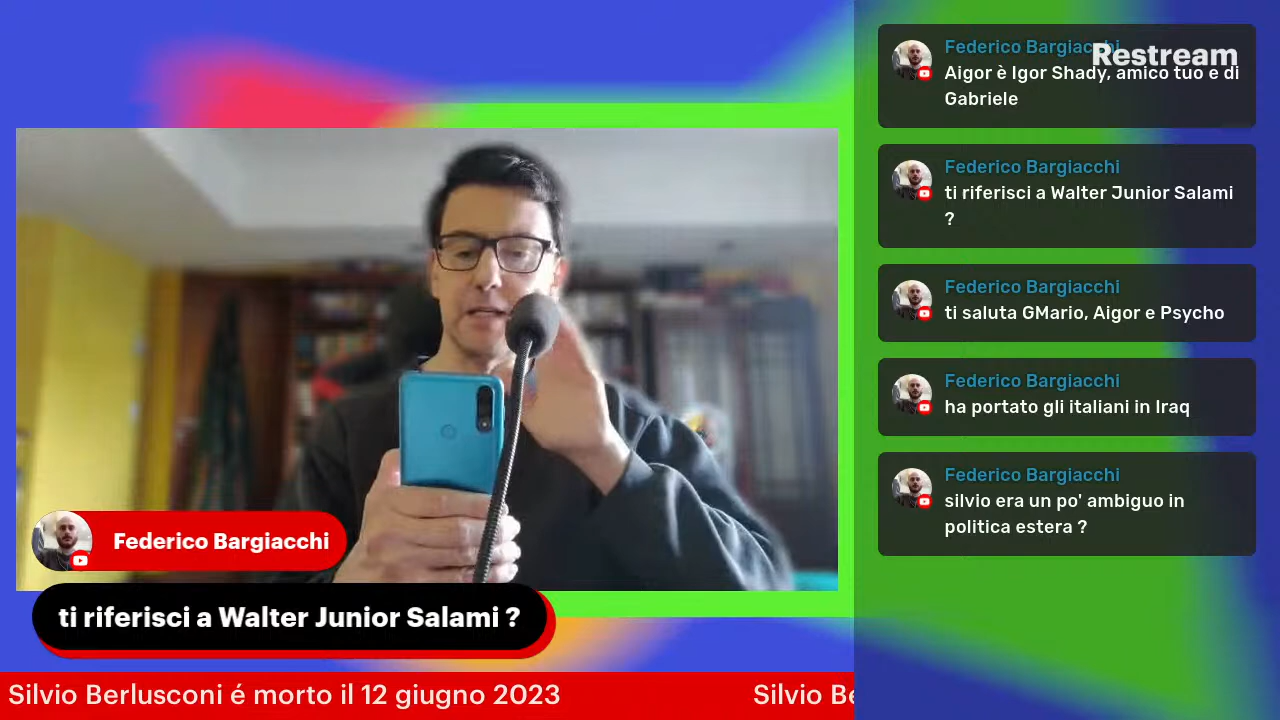 Restream
Federico Bargiacchi
Aigor è Igor Shady, amico tuo e di
Gabriele
Federico Bargiacchi
ti riferisci a Walter Junior Salami
?
Federico Bargiacchi
ti saluta GMario, Aigor e Psycho
Federico Bargiacchi
ha portato gli italiani in Iraq
Federico Bargiacchi
silvio era un po' ambiguo in
politica estera ?
Federico Bargiacchi
ti riferisci a Walter Junior Salami ?
Silvio Berlusconi é morto il 12 giugno 2023 Silvio Be